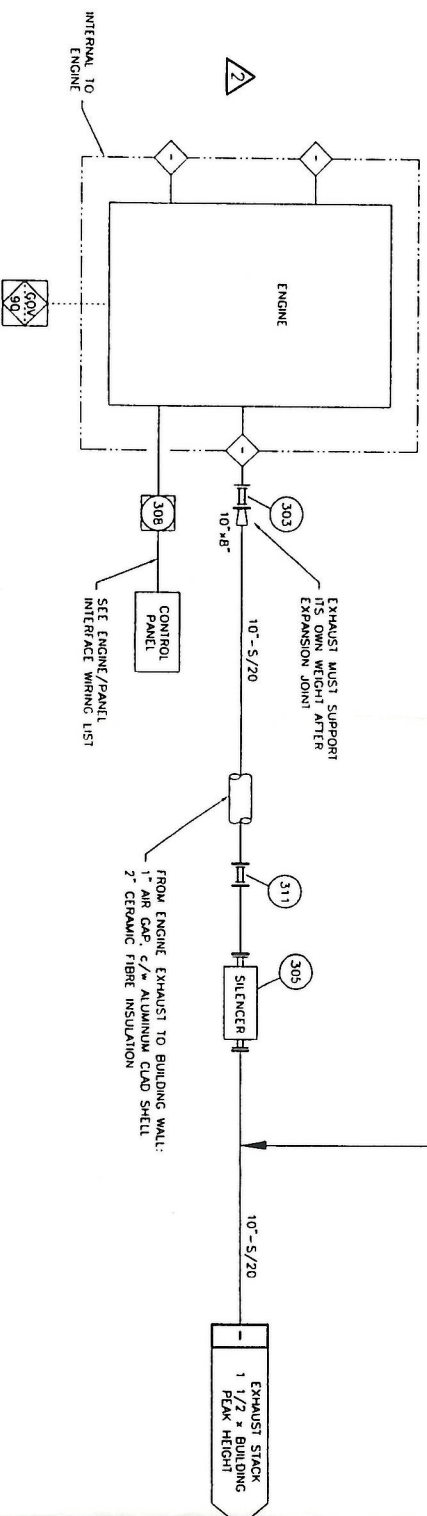 2
INTERNAL TO
ENGINE
-
-
ENGINE
GOV
90
-
303
10"x8"
EXHAUST MUST SUPPORT
ITS OWN WEIGHT AFTER
EXPANSION JOINT
308
CONTROL
PANEL
SEE ENGINE/PANEL
INTERFACE WIRING LIST
10"-S/20
FROM ENGINE EXHAUST TO BUILDING WALL:
1" AIR GAP, c/w ALUMINUM CLAD SHELL
2" CERAMIC FIBRE INSULATION
311
305
SILENCER
10"-S/20
-
EXHAUST STACK
1 1/2 x BUILDING
PEAK HEIGHT